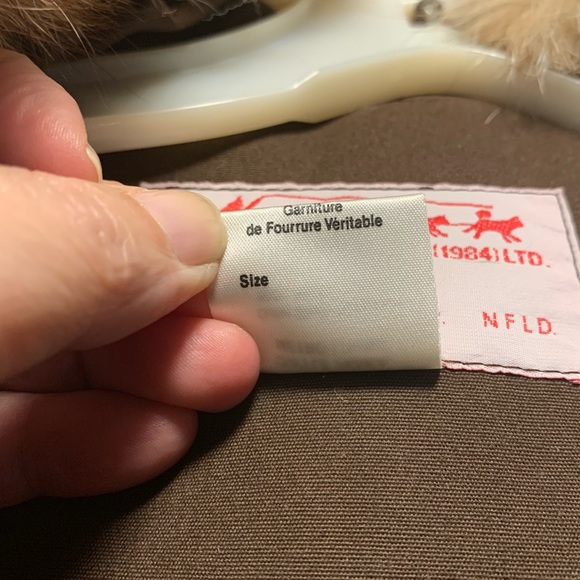 Garniture
de Fourrure Véritable
Size
(1984) LTD.
NFLD.